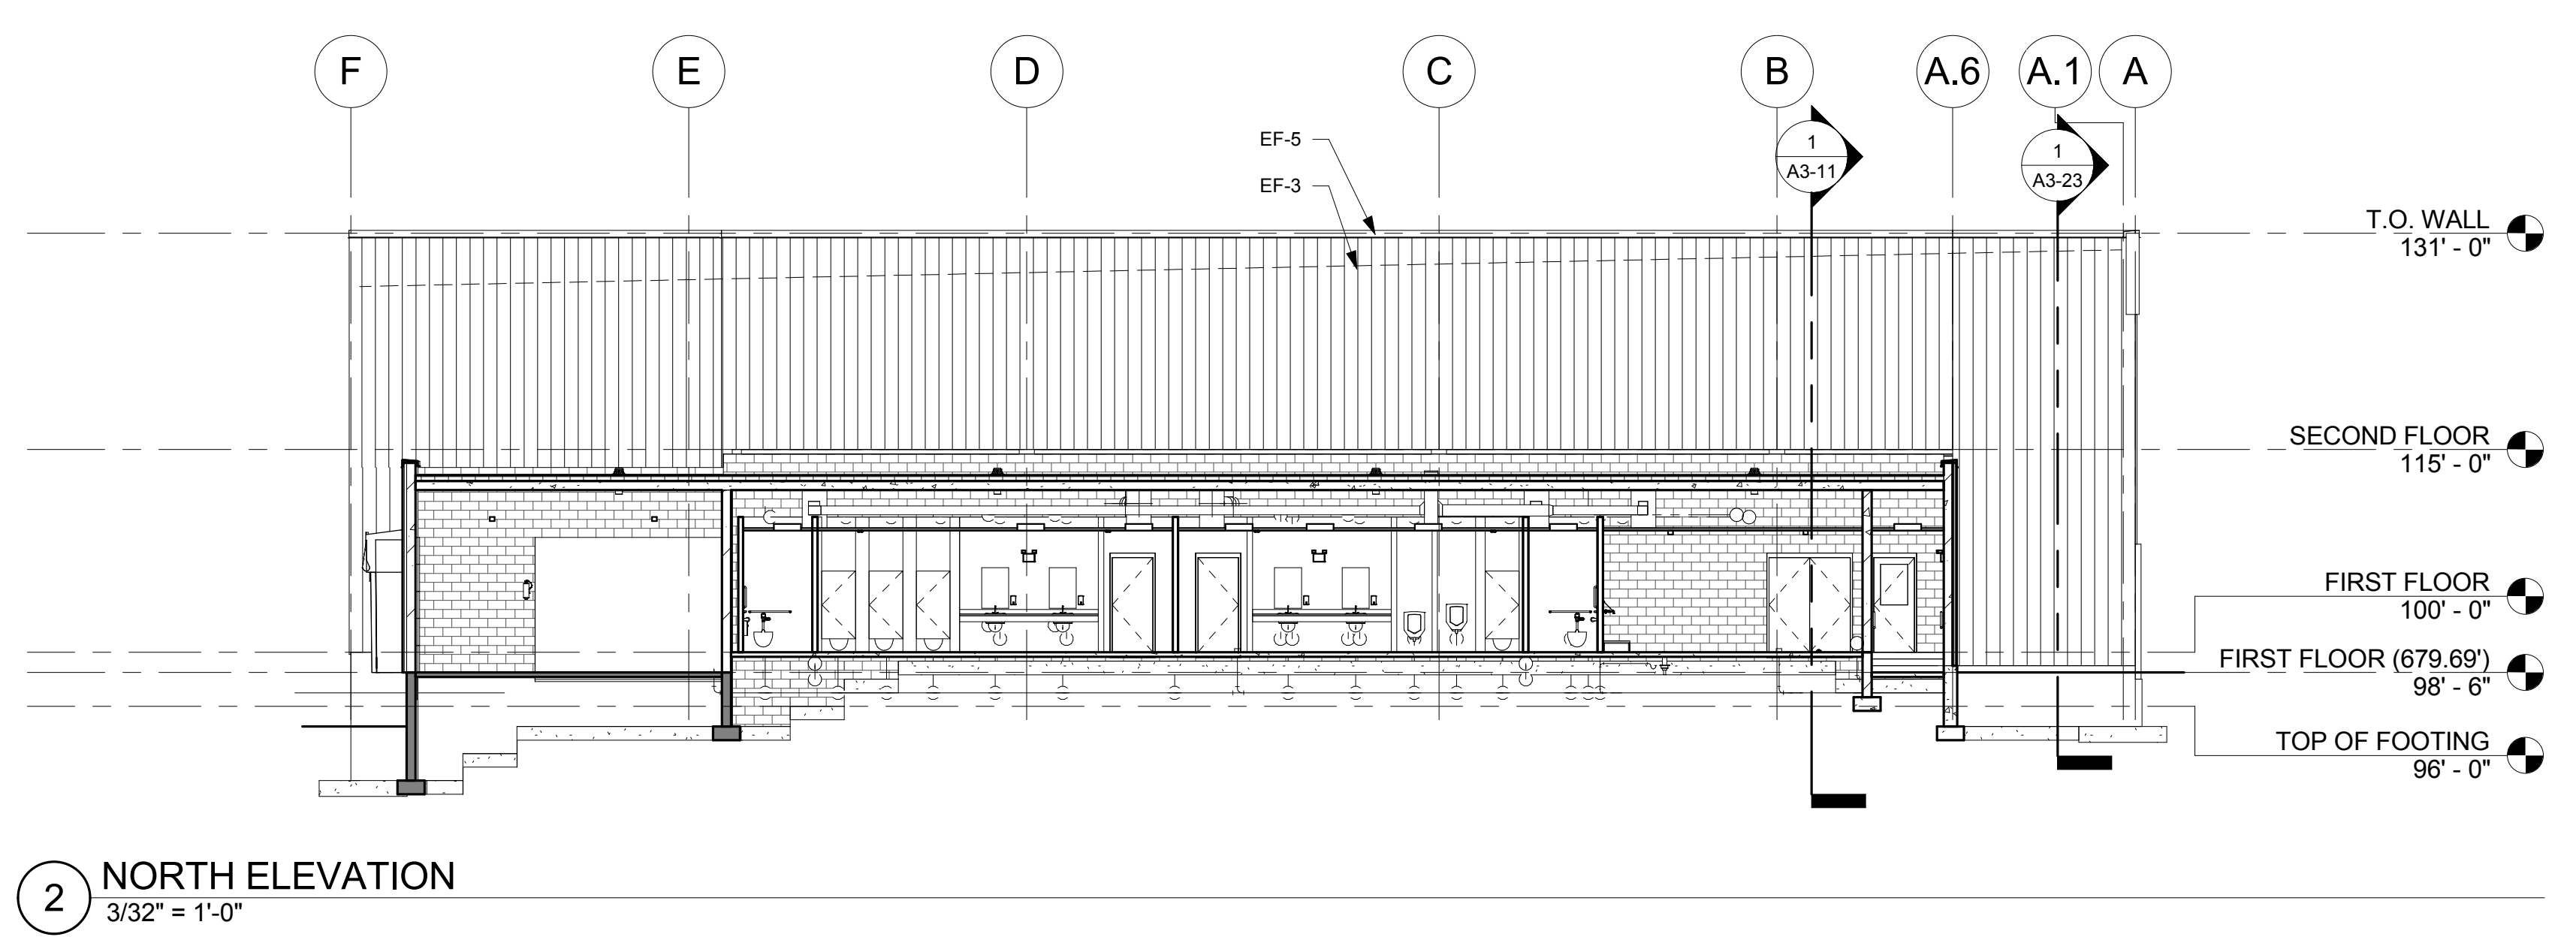 F E D C B A.6 A.1 A
EF-5
EF-3
1
A3-11
1
A3-23
T.O. WALL
131' - 0"
SECOND FLOOR
115' - 0"
FIRST FLOOR
100' - 0"
FIRST FLOOR (679.69')
98' - 6"
TOP OF FOOTING
96' - 0"
2
NORTH ELEVATION
3/32" = 1'-0"